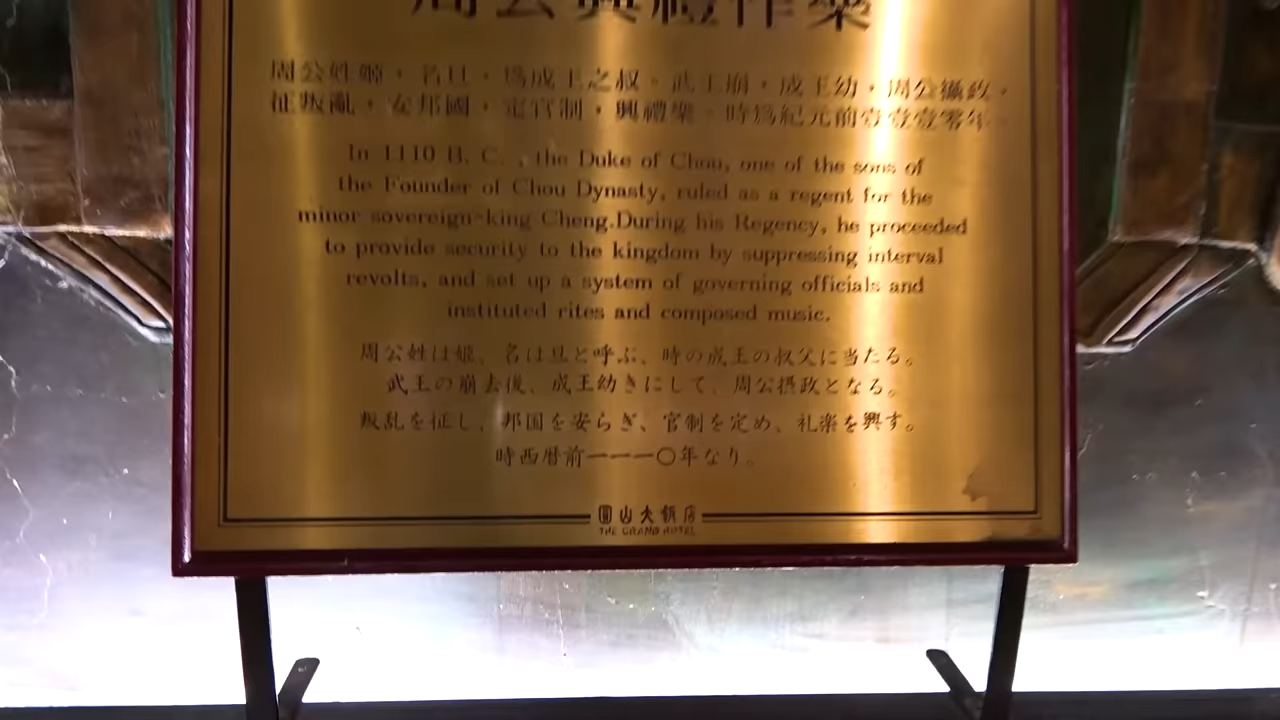 周公興禮作樂
周公姓姬，名旦，為成王之叔。武王崩，成王幼，周公攝政，
征叛亂，安邦國，定官制，興禮樂。時為紀元前壹壹壹零年。
In 1110 B. C. , the Duke of Chou, one of the sons of
the Founder of Chou Dynasty, ruled as a regent for the
minor sovereign-king Cheng.During his Regency, he proceeded
to provide security to the kingdom by suppressing interval
revolts, and set up a system of governing officials and
instituted rites and composed music.
周公姓は姫、名は旦と呼ぶ、時の成王の叔父に当たる。
武王の崩去後、成王幼きにして、周公摂政となる。
叛乱を征し、邦国を安らぎ、官制を定め、礼楽を興す。
時西暦前一一一〇年なり。
圓山大飯店
THE GRAND HOTEL